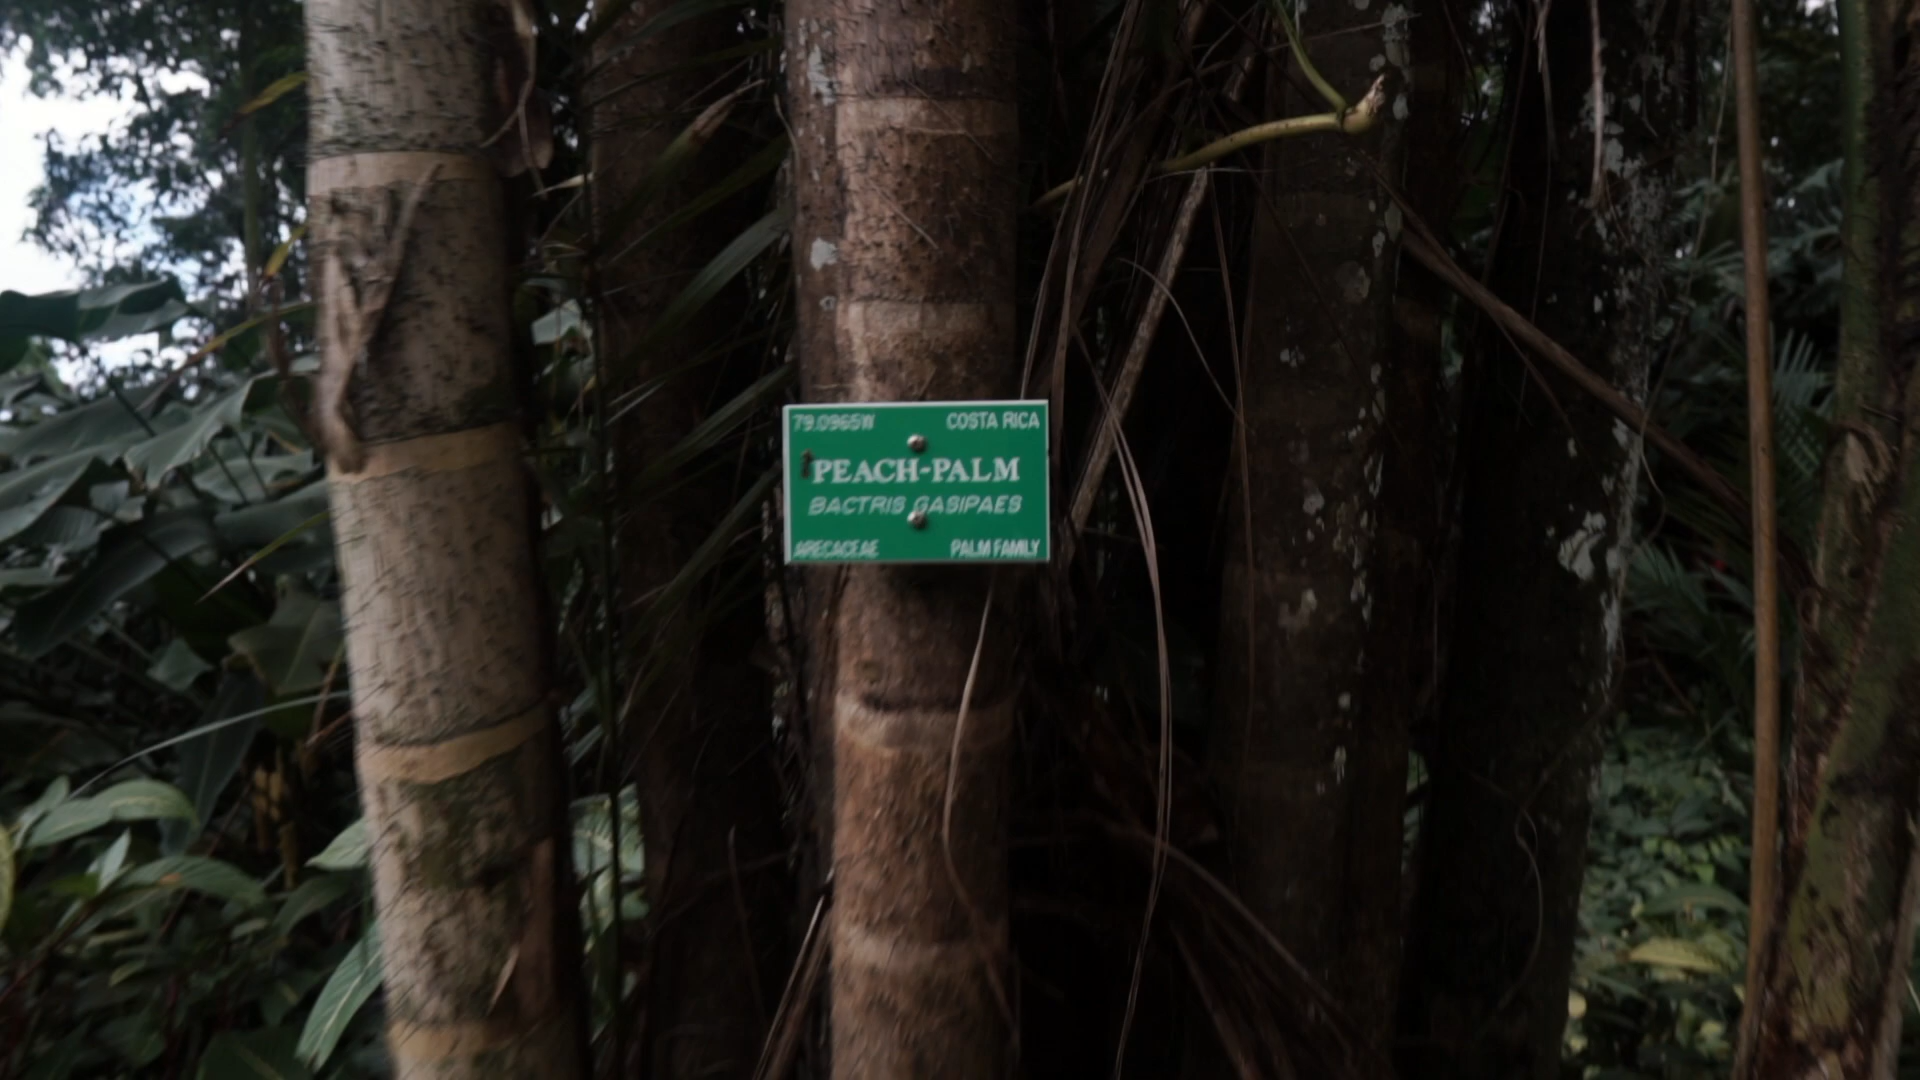 79.0965W COSTA RICA
PEACH-PALM
BACTRIS GASIPAES
ARECACEAE PALM FAMILY